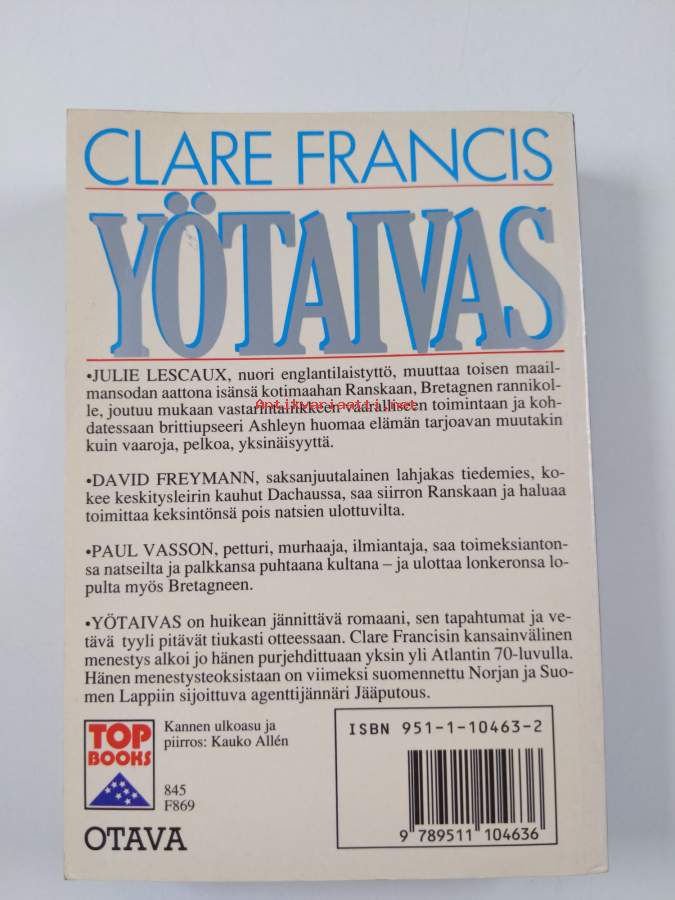 CLARE FRANCIS
YÖTAIVAS
•JULIE LESCAUX, nuori englantilaistyttö, muuttaa toisen maail-
mansodan aattona isänsä kotimaahan Ranskaan, Bretagnen rannikol-
le, joutuu mukaan vastarintaliikkeen vaaralliseen toimintaan ja koh-
Antikvariaatti.net
datessaan brittiupseeri Ashleyn huomaa elämän tarjoavan muutakin
kuin vaaroja, pelkoa, yksinäisyyttä.
•DAVID FREYMANN, saksanjuutalainen lahjakas tiedemies, ko-
kee keskitysleirin kauhut Dachaussa, saa siirron Ranskaan ja haluaa
toimittaa keksintönsä pois natsien ulottuvilta.
•PAUL VASSON, petturi, murhaaja, ilmiantaja, saa toimeksianton-
sa natseilta ja palkkansa puhtaana kultana – ja ulottaa lonkeronsa lo-
pulta myös Bretagneen.
•YÖTAIVAS on huikean jännittävä romaani, sen tapahtumat ja ve-
tävä tyyli pitävät tiukasti otteessaan. Clare Francisin kansainvälinen
menestys alkoi jo hänen purjehdittuaan yksin yli Atlantin 70-luvulla.
Hänen menestysteoksistaan on viimeksi suomennettu Norjan ja Suo-
men Lappiin sijoittuva agenttijännäri Jääpuotus.
TOP
BOOKS
Kannen ulkoasu ja
piirros: Kauko Allén
845
F869
OTAVA
ISBN 951-1-10463-2
9 789511 104636